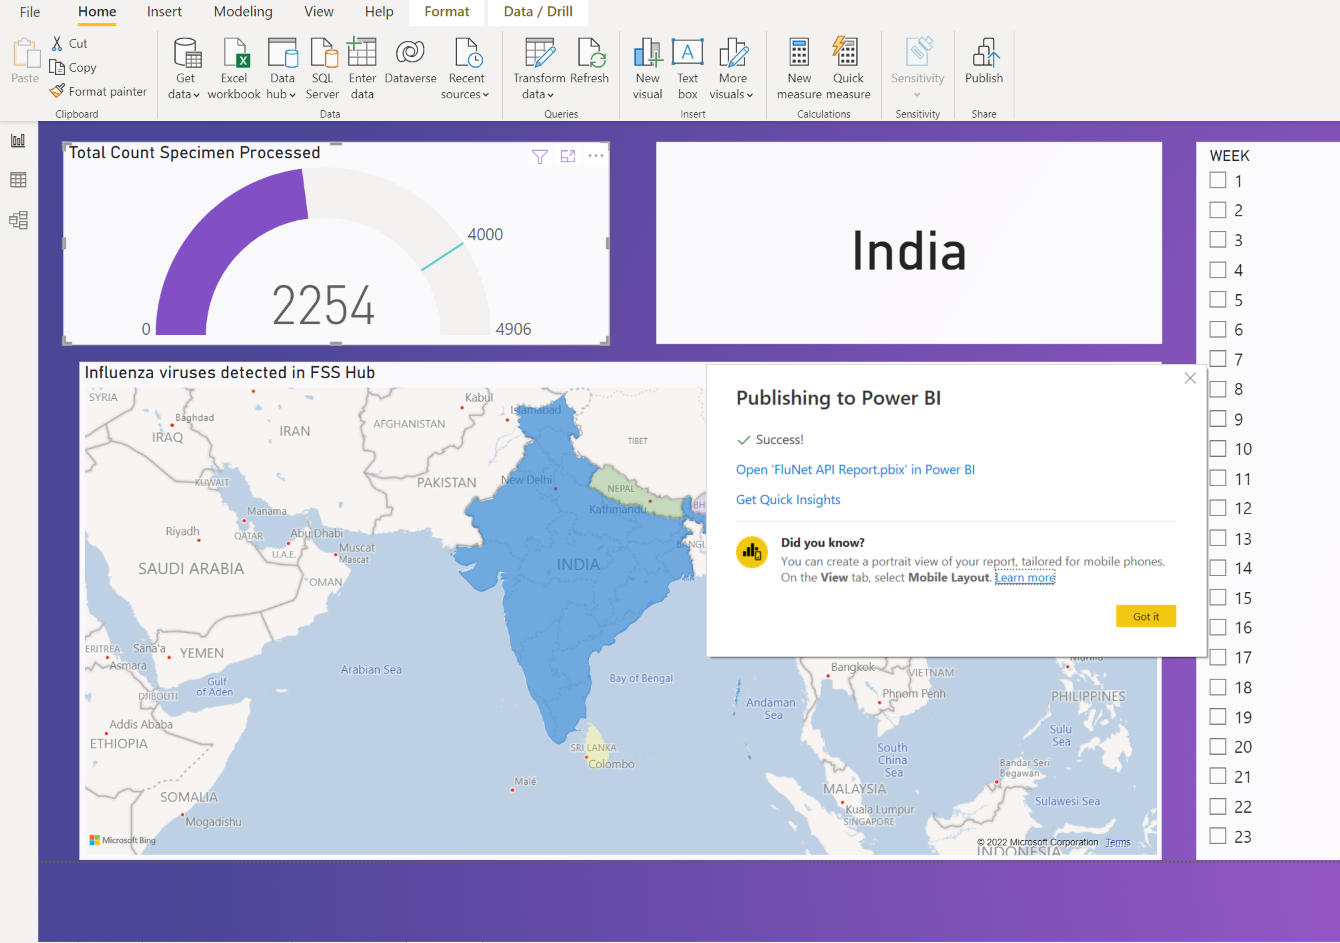 File Home Insert Modeling View Help Format Data / Drill
Paste
Cut
Copy
Format painter
Clipboard
Get data
Excel workbook
Data hub
SQL Server
Enter data
Dataverse
Recent sources
Data
Transform data
Refresh
Queries
New visual
Text box
More visuals
Insert
New measure
Quick measure
Calculations
Sensitivity
Sensitivity
Publish
Share
Total Count Specimen Processed
4000
2254
0
4906
India
WEEK
1
2
3
4
5
6
7
8
9
10
11
12
13
14
15
16
17
18
19
20
21
22
23
Influenza viruses detected in FSS Hub
SYRIA
Baghdad
IRAQ
IRAN
Kabul
AFGHANISTAN
Islamabad
TIBET
KUWAIT
PAKISTAN
New Delhi
NEPAL
Kathmandu
BH
BANGL
Manama
QATAR
Riyadh
Abu Dhabi
U.A.E.
Muscat
Mascat
SAUDI ARABIA
OMAN
INDIA
ERITREA
Sana'a
YEMEN
Asmara
Arabian Sea
Bay of Bengal
Gulf
of Aden
DJIBOUTI
Addis Ababa
ETHIOPIA
SOMALIA
Mogadishu
SRI LANKA
Colombo
Malé
Andaman
Sea
Bangkok
VIETNAM
Phnom Penh
Manila
PHILIPPINES
Sulu
Sea
South
China
Sea
Bandar Seri
Begawan
MALAYSIA
Kuala Lumpur
SINGAPORE
Sulawesi Sea
INDONESIA
Microsoft Bing
© 2022 Microsoft Corporation Terms
Publishing to Power BI
Success!
Open 'FluNet API Report.pbix' in Power BI
Get Quick Insights
Did you know?
You can create a portrait view of your report, tailored for mobile phones.
On the View tab, select Mobile Layout. Learn more
Got it